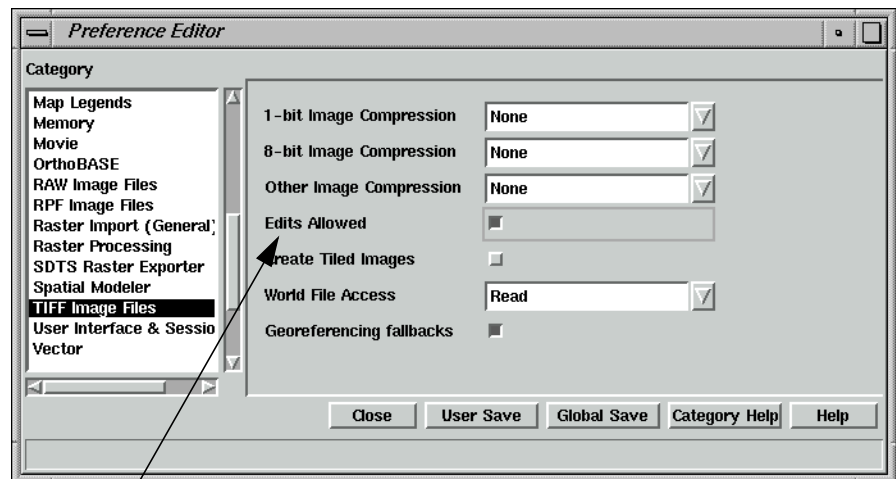 Preference Editor
Category
Map Legends
Memory
Movie
OrthoBASE
RAW Image Files
RPF Image Files
Raster Import (General)
Raster Processing
SDTS Raster Exporter
Spatial Modeler
TIFF Image Files
User Interface & Sessio
Vector
1-bit Image Compression None
8-bit Image Compression None
Other Image Compression None
Edits Allowed
Create Tiled Images
World File Access Read
Georeferencing fallbacks
Close User Save Global Save Category Help Help